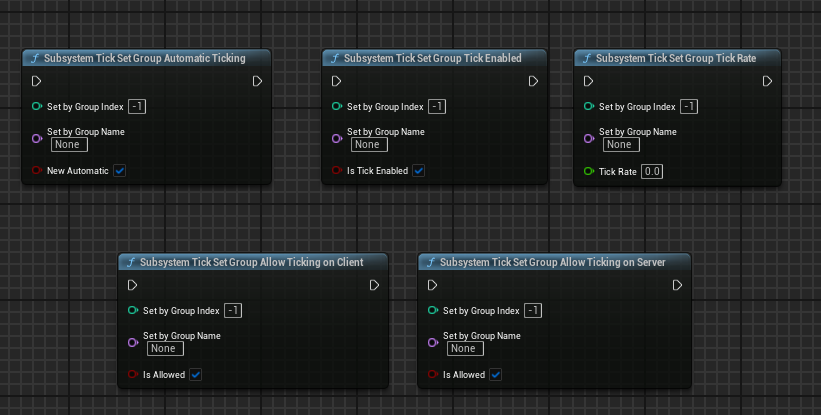 Subsystem Tick Set Group Automatic Ticking
Set by Group Index -1
Set by Group Name
None
New Automatic
Subsystem Tick Set Group Tick Enabled
Set by Group Index -1
Set by Group Name
None
Is Tick Enabled
Subsystem Tick Set Group Tick Rate
Set by Group Index -1
Set by Group Name
None
Tick Rate 0.0
Subsystem Tick Set Group Allow Ticking on Client
Set by Group Index -1
Set by Group Name
None
Is Allowed
Subsystem Tick Set Group Allow Ticking on Server
Set by Group Index -1
Set by Group Name
None
Is Allowed